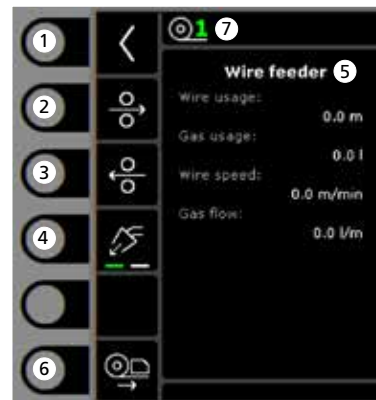 1
1 7
2
3
4
6
Wire feeder 5
Wire usage:
0.0 m
Gas usage:
0.0 l
Wire speed:
0.0 m/min
Gas flow:
0.0 l/m